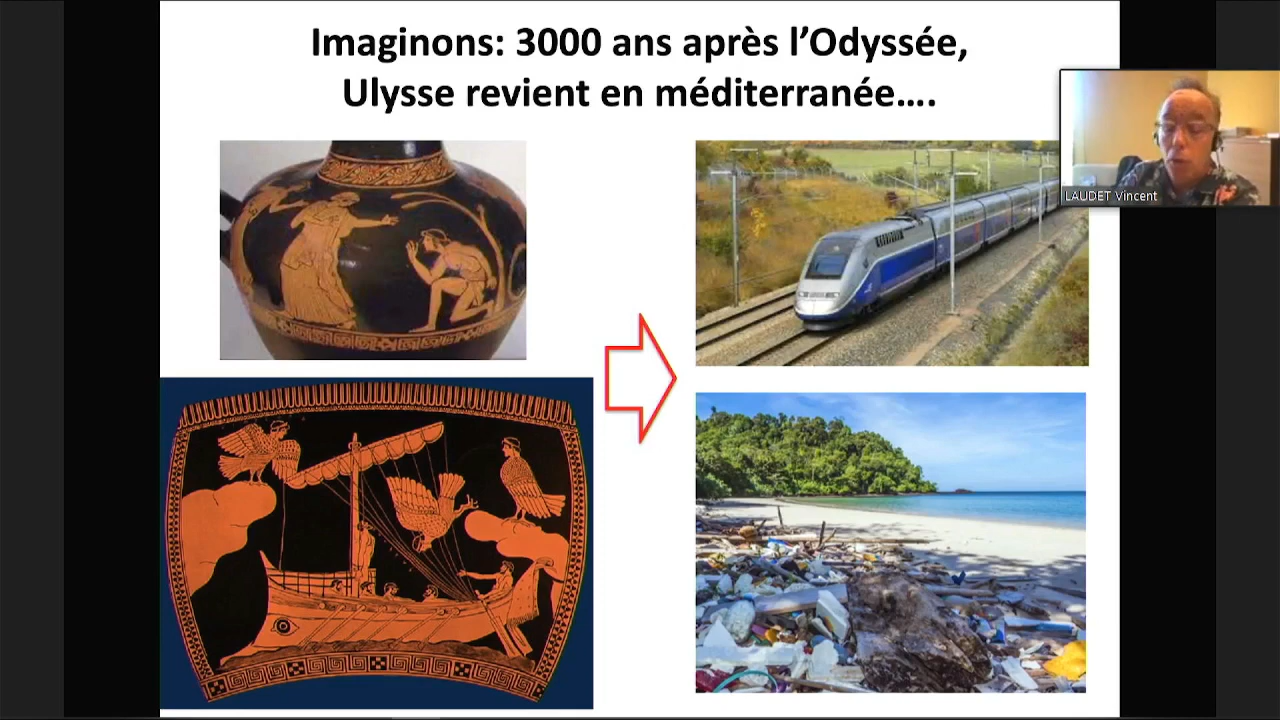 Imaginons: 3000 ans après l’Odyssée,
Ulysse revient en méditerranée….
LAUDET Vincent